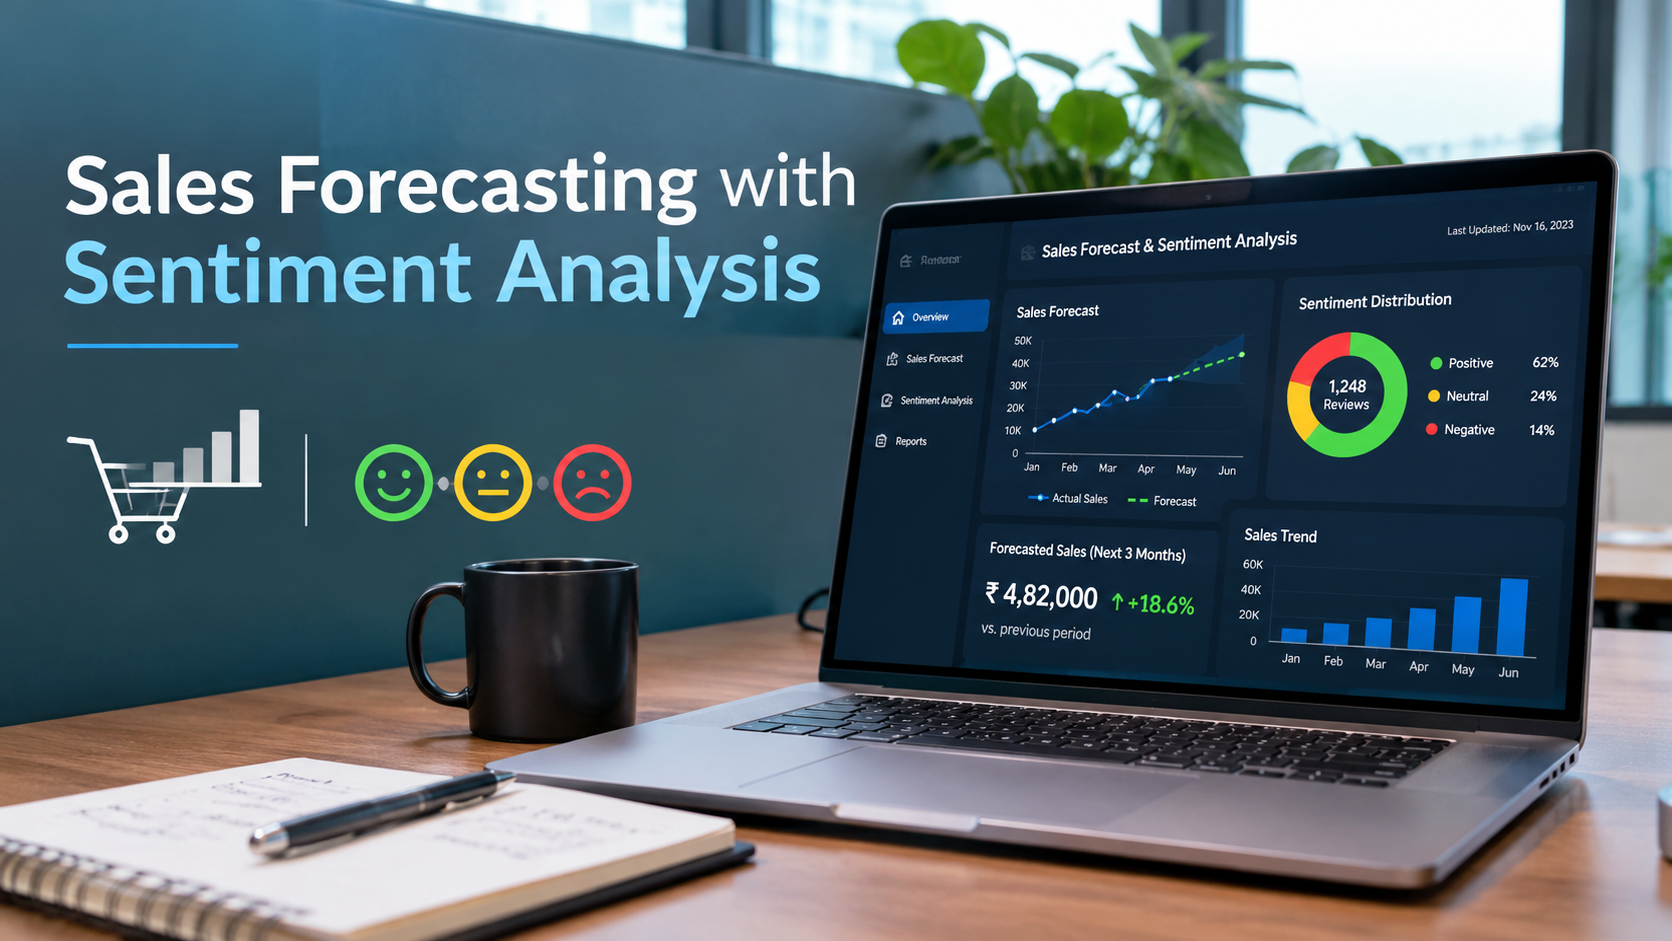 Sales Forecasting with
Sentiment Analysis
Sales Forecast & Sentiment Analysis
Last Updated: Nov 16, 2023
Overview
Sales Forecast
Sentiment Analysis
Reports
Sales Forecast
50K
40K
30K
20K
10K
0
Jan Feb Mar Apr May Jun
Actual Sales Forecast
Sentiment Distribution
1,248
Reviews
Positive 62%
Neutral 24%
Negative 14%
Forecasted Sales (Next 3 Months)
₹ 4,82,000 ↑ +18.6%
vs. previous period
Sales Trend
60K
40K
20K
0
Jan Feb Mar Apr May Jun